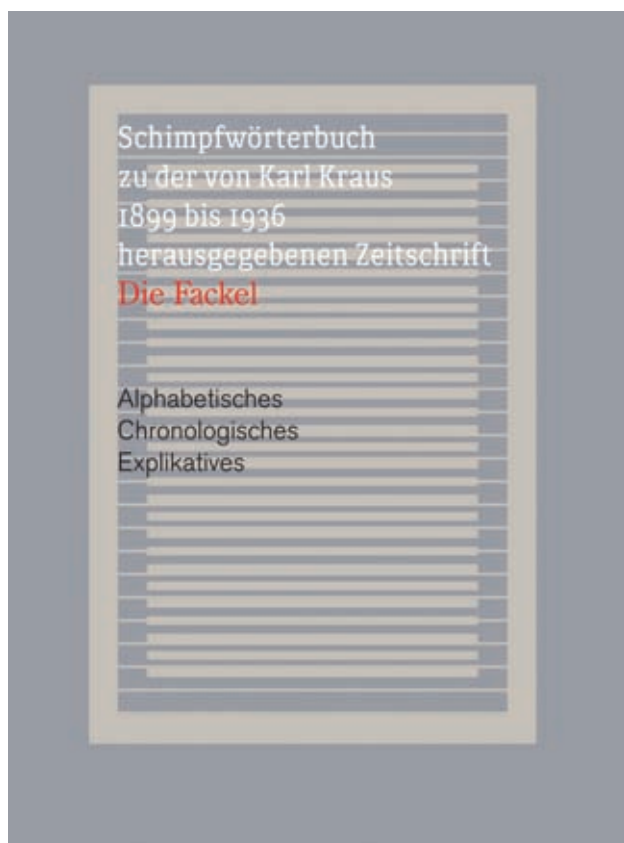 Schimpfwörterbuch
zu der von Karl Kraus
1899 bis 1936
herausgegebenen Zeitschrift
Die Fackel
Alphabetisches
Chronologisches
Explikatives